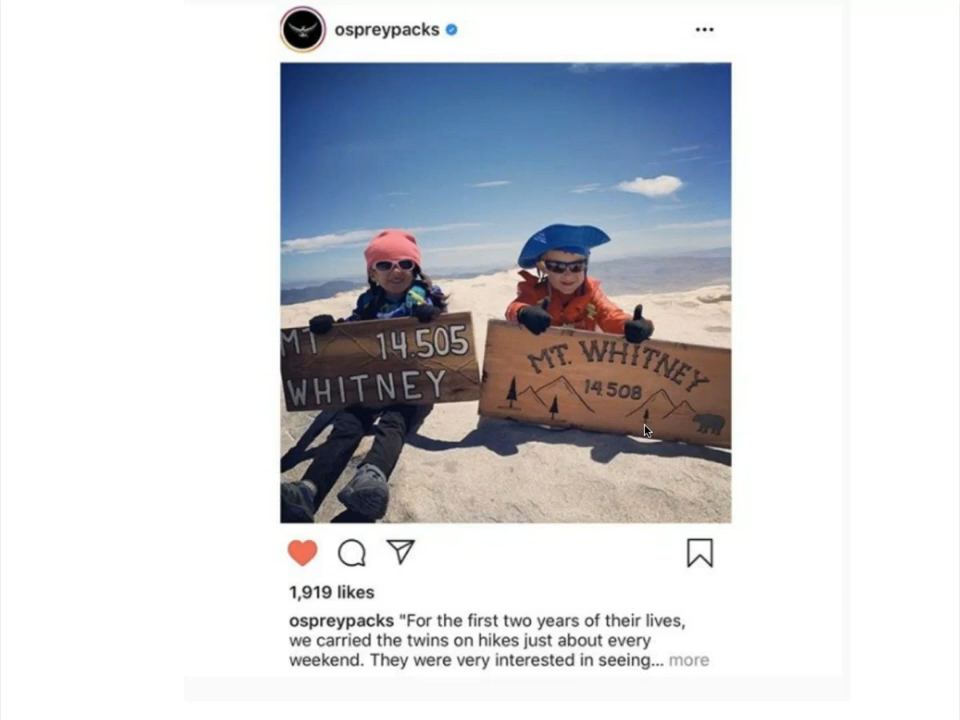 ospreypacks
MT 14.505
WHITNEY
MT. WHITNEY
14.508
1,919 likes
ospreypacks "For the first two years of their lives,
we carried the twins on hikes just about every
weekend. They were very interested in seeing... more